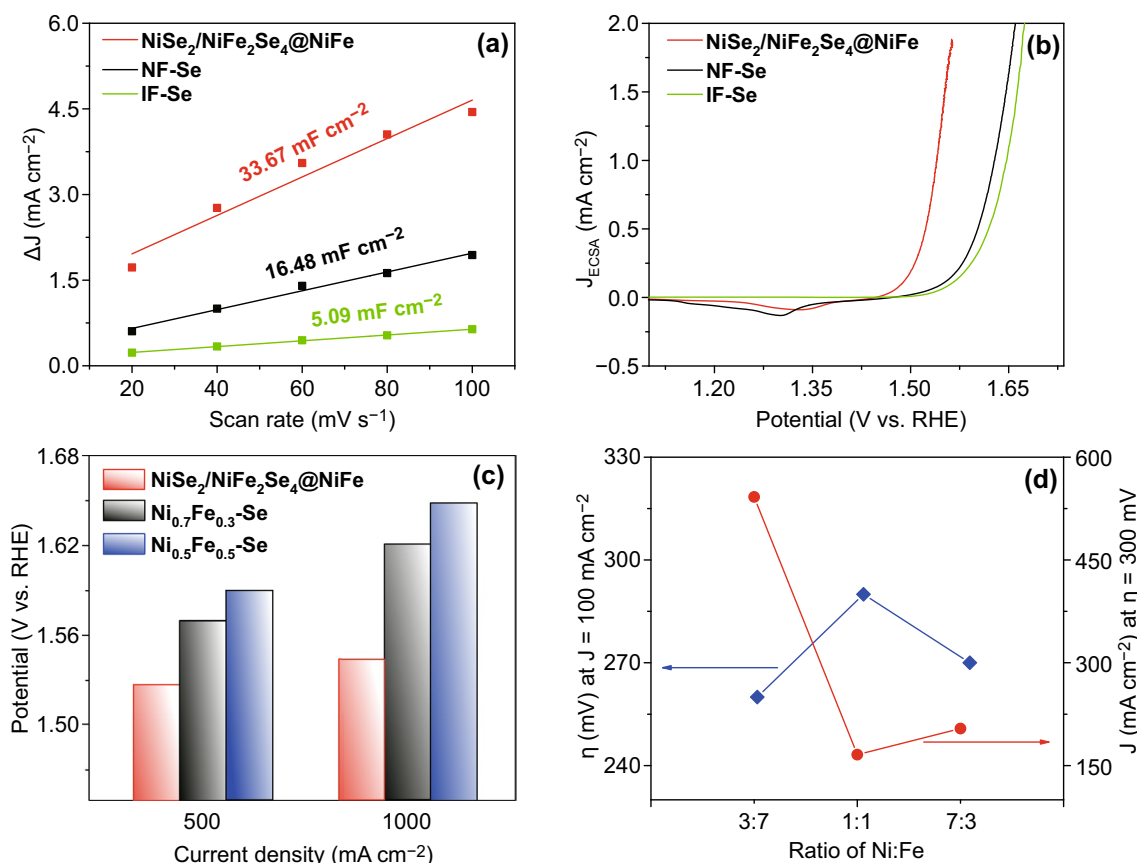 (a)
NiSe₂/NiFe₂Se₄@NiFe
NF-Se
IF-Se
33.67 mF cm⁻²
16.48 mF cm⁻²
5.09 mF cm⁻²
6.0
4.5
3.0
1.5
0.0
ΔJ (mA cm⁻²)
20 40 60 80 100
Scan rate (mV s⁻¹)
(b)
NiSe₂/NiFe₂Se₄@NiFe
NF-Se
IF-Se
2.0
1.5
1.0
0.5
0.0
−0.5
J_ECSA (mA cm⁻²)
1.20 1.35 1.50 1.65
Potential (V vs. RHE)
(c)
NiSe₂/NiFe₂Se₄@NiFe
Ni₀.₇Fe₀.₃-Se
Ni₀.₅Fe₀.₅-Se
1.68
1.62
1.56
1.50
Potential (V vs. RHE)
500 1000
Current density (mA cm⁻²)
(d)
330
300
270
240
η (mV) at J = 100 mA cm⁻²
600
450
300
150
J (mA cm⁻²) at η = 300 mV
3:7 1:1 7:3
Ratio of Ni:Fe